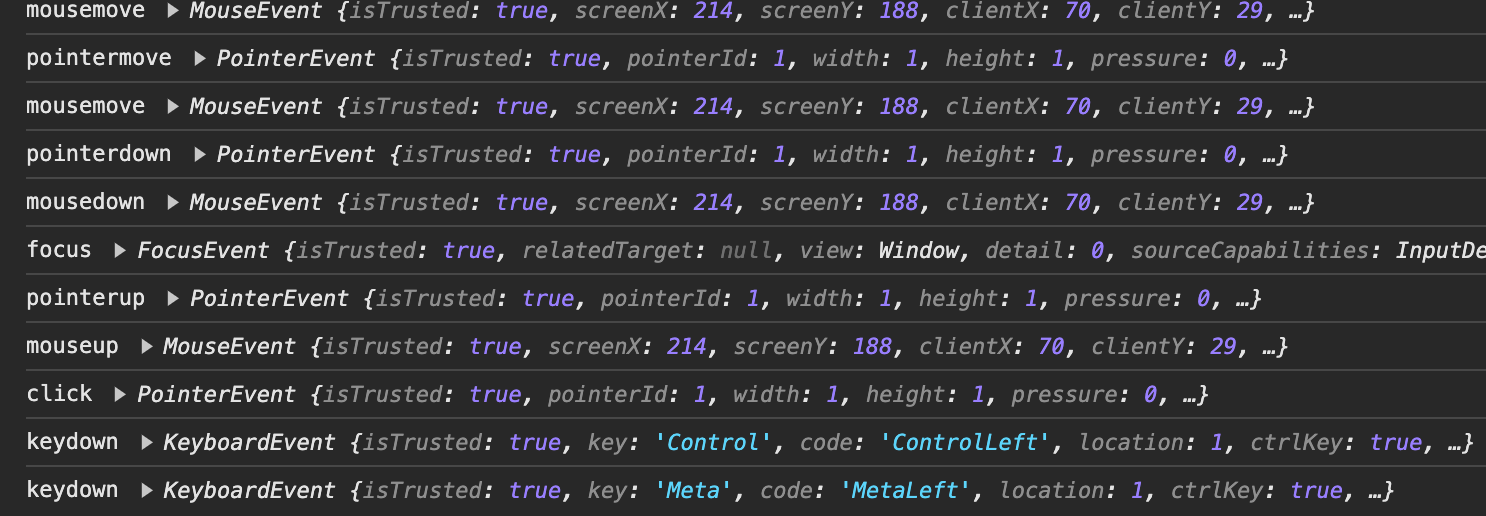 mousemove ▶ MouseEvent {isTrusted: true, screenX: 214, screenY: 188, clientX: 70, clientY: 29, …}
pointermove ▶ PointerEvent {isTrusted: true, pointerId: 1, width: 1, height: 1, pressure: 0, …}
mousemove ▶ MouseEvent {isTrusted: true, screenX: 214, screenY: 188, clientX: 70, clientY: 29, …}
pointerdown ▶ PointerEvent {isTrusted: true, pointerId: 1, width: 1, height: 1, pressure: 0, …}
mousedown ▶ MouseEvent {isTrusted: true, screenX: 214, screenY: 188, clientX: 70, clientY: 29, …}
focus ▶ FocusEvent {isTrusted: true, relatedTarget: null, view: Window, detail: 0, sourceCapabilities: InputDe
pointerup ▶ PointerEvent {isTrusted: true, pointerId: 1, width: 1, height: 1, pressure: 0, …}
mouseup ▶ MouseEvent {isTrusted: true, screenX: 214, screenY: 188, clientX: 70, clientY: 29, …}
click ▶ PointerEvent {isTrusted: true, pointerId: 1, width: 1, height: 1, pressure: 0, …}
keydown ▶ KeyboardEvent {isTrusted: true, key: 'Control', code: 'ControlLeft', location: 1, ctrlKey: true, …}
keydown ▶ KeyboardEvent {isTrusted: true, key: 'Meta', code: 'MetaLeft', location: 1, ctrlKey: true, …}